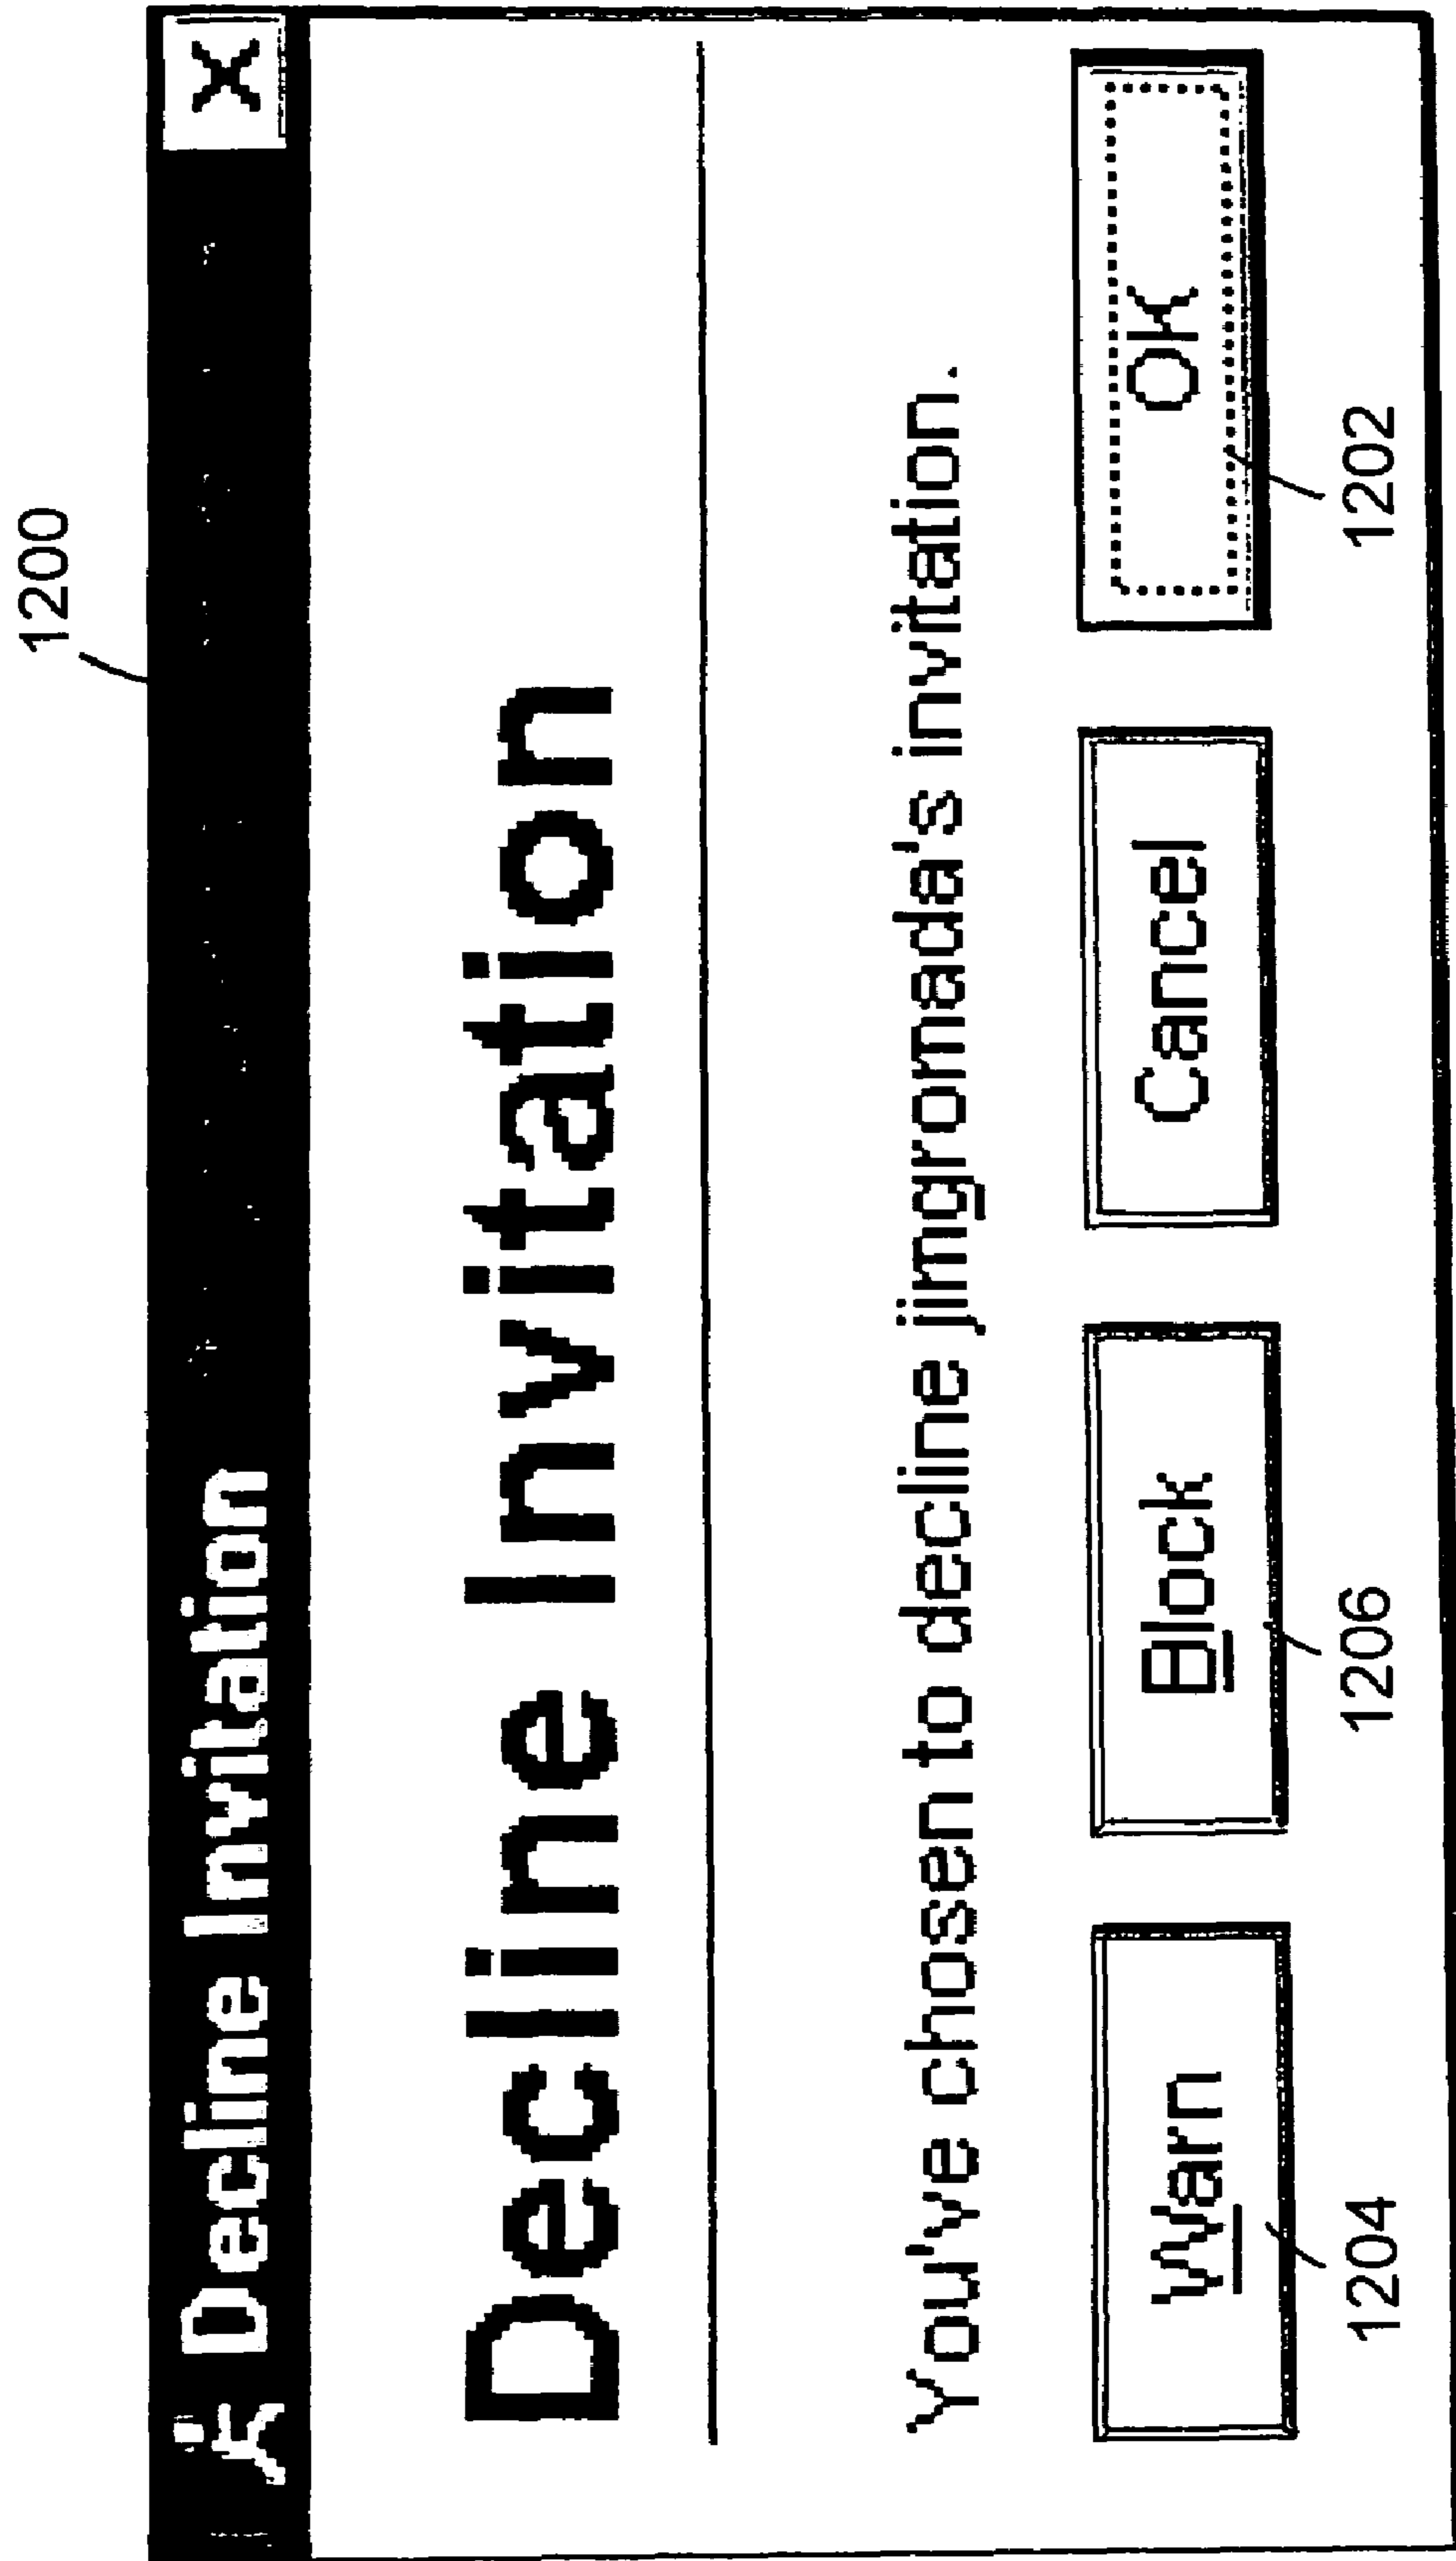 1200
Decline Invitation X
Decline Invitation
You've chosen to decline jimgromada's invitation.
Warn Block Cancel OK
1204 1206 1202